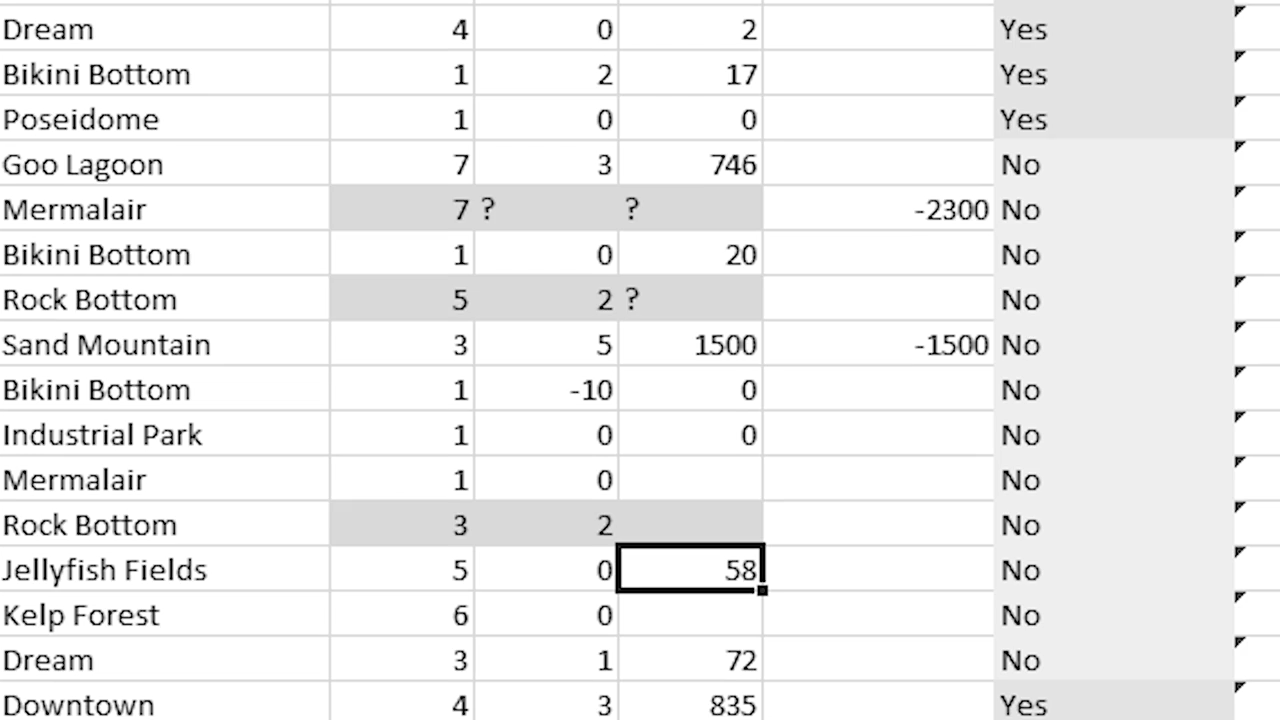 Dream 4 0 2 Yes
Bikini Bottom 1 2 17 Yes
Poseidome 1 0 0 Yes
Goo Lagoon 7 3 746 No
Mermalair 7 ? ? -2300 No
Bikini Bottom 1 0 20 No
Rock Bottom 5 2 ? No
Sand Mountain 3 5 1500 -1500 No
Bikini Bottom 1 -10 0 No
Industrial Park 1 0 0 No
Mermalair 1 0 No
Rock Bottom 3 2 No
Jellyfish Fields 5 0 58 No
Kelp Forest 6 0 No
Dream 3 1 72 No
Downtown 4 3 835 Yes